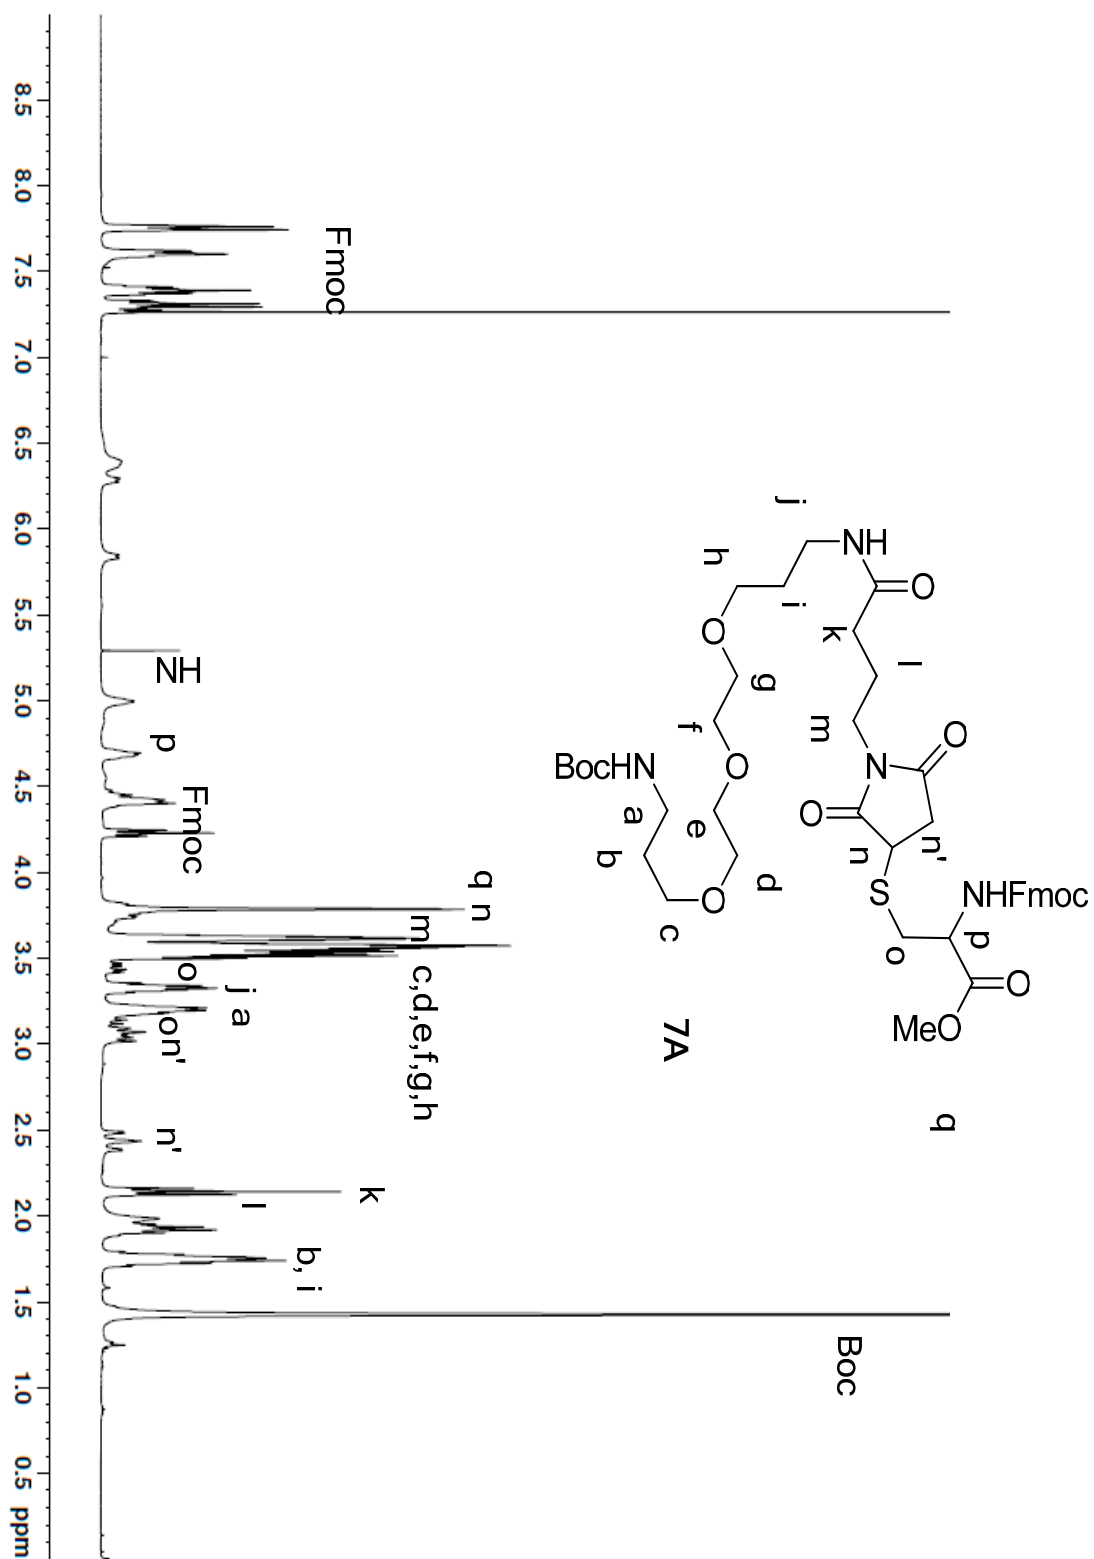 Fmoc
NH
p
Fmoc
q n
m
c,d,e,f,g,h
o
j a
o n'
n'
k
l
b, i
Boc
8.5 8.0 7.5 7.0 6.5 6.0 5.5 5.0 4.5 4.0 3.5 3.0 2.5 2.0 1.5 1.0 0.5 ppm
j
NH
O
h
i
k
l
O
g
m
O
f
N
BocHN
O
O
a
e
n
n'
b
d
S
NHFmoc
O
c
o
p
O
MeO
7A
q